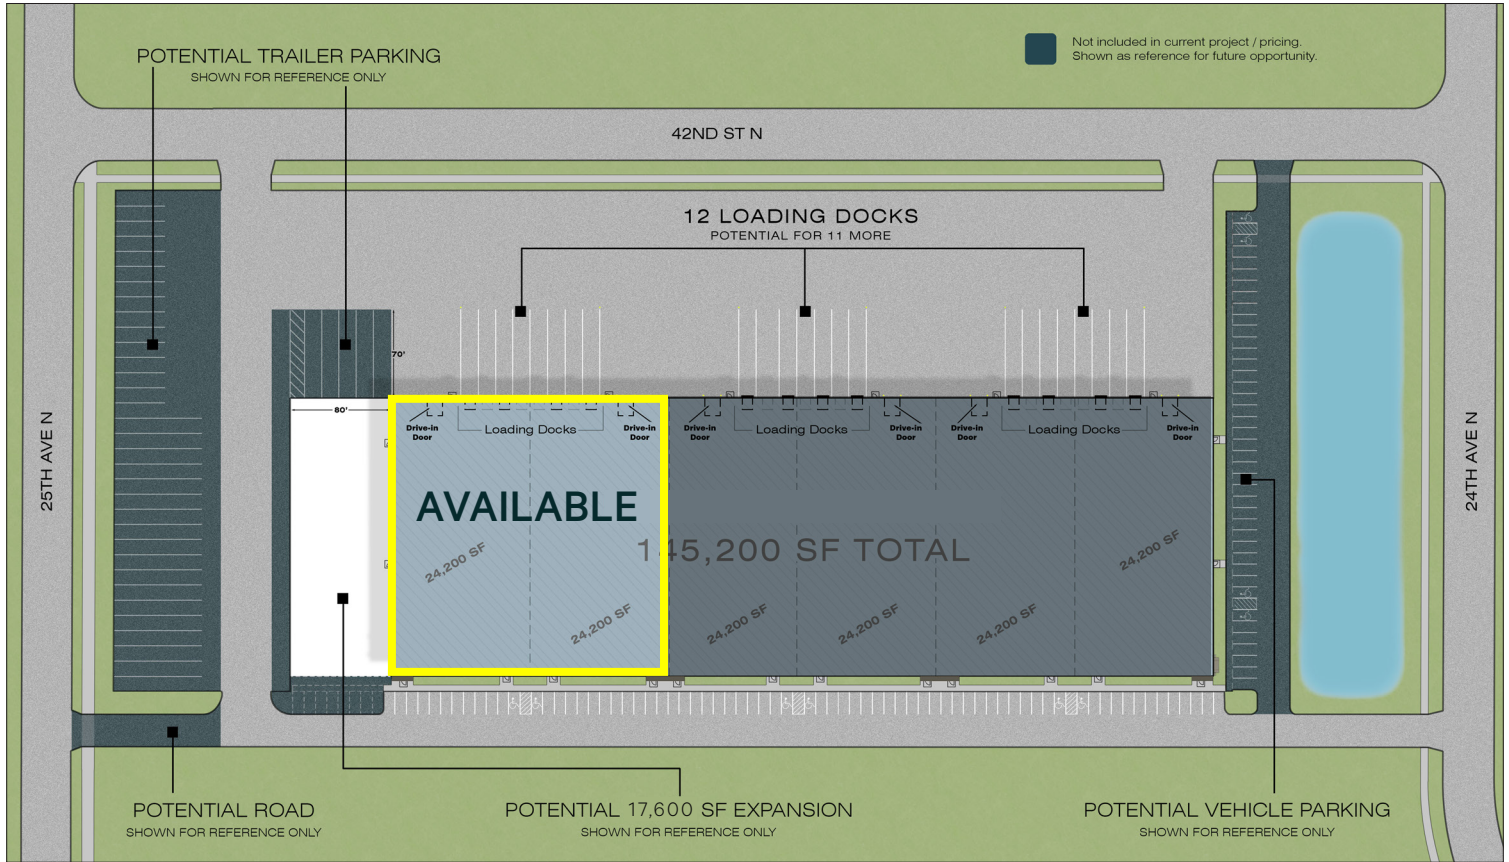 POTENTIAL TRAILER PARKING
SHOWN FOR REFERENCE ONLY
Not included in current project / pricing.
Shown as reference for future opportunity.
42ND ST N
12 LOADING DOCKS
POTENTIAL FOR 11 MORE
70'
80'
Drive-in
Door
Loading Docks
Drive-in
Door
Drive-in
Door
Loading Docks
Drive-in
Door
Drive-in
Door
Loading Docks
Drive-in
Door
25TH AVE N
24TH AVE N
AVAILABLE
145,200 SF TOTAL
24,200 SF
24,200 SF
24,200 SF
24,200 SF
24,200 SF
24,200 SF
POTENTIAL ROAD
SHOWN FOR REFERENCE ONLY
POTENTIAL 17,600 SF EXPANSION
SHOWN FOR REFERENCE ONLY
POTENTIAL VEHICLE PARKING
SHOWN FOR REFERENCE ONLY